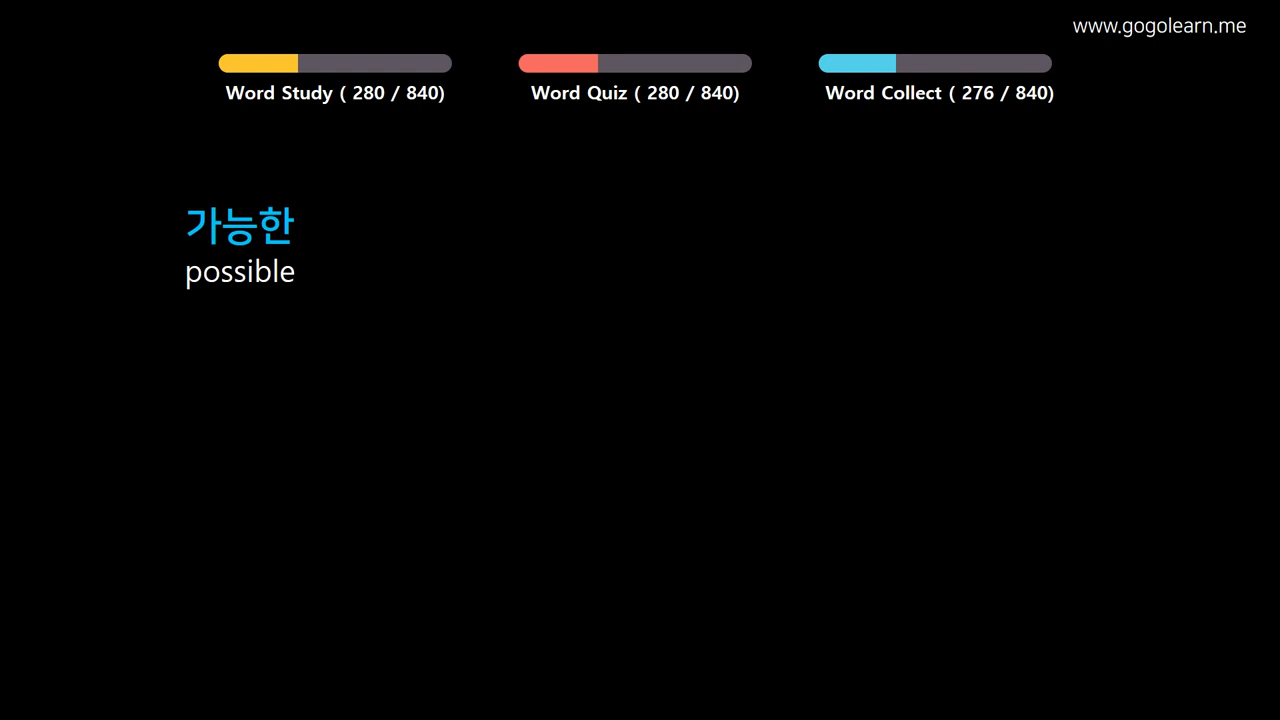 www.gogolearn.me
Word Study ( 280 / 840)
Word Quiz ( 280 / 840)
Word Collect ( 276 / 840)
가능한
possible